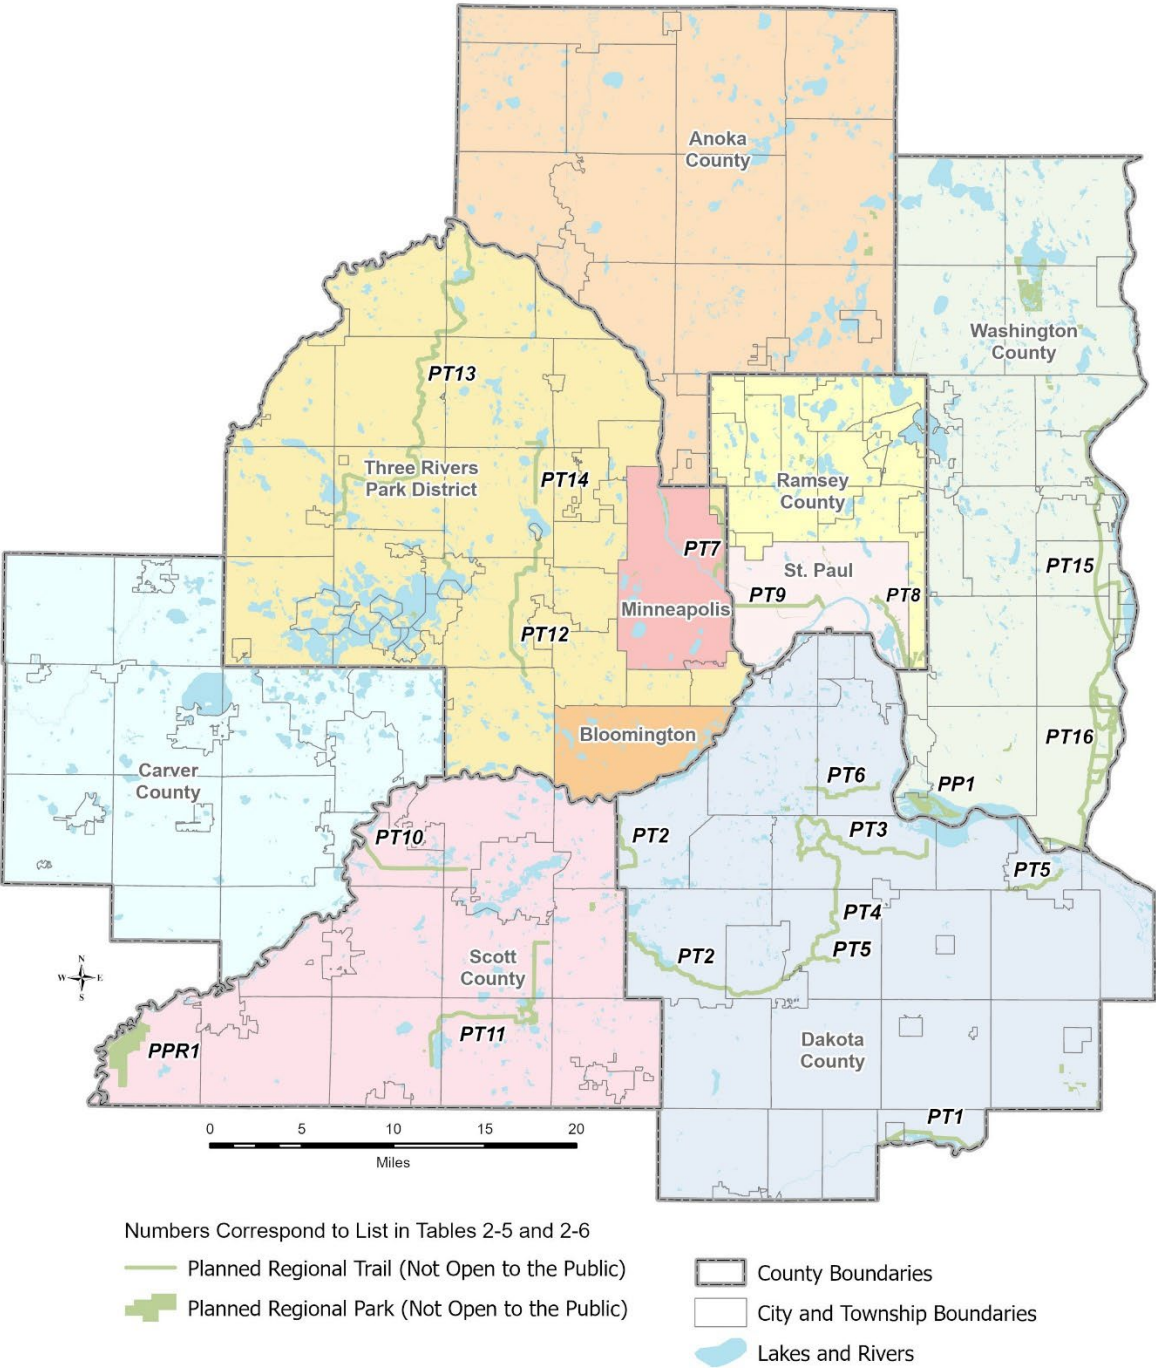 Anoka
County
Washington
County
PT13
Three Rivers
Park District
PT14
Ramsey
County
PT7
St. Paul
PT15
PT9
PT8
Minneapolis
PT12
Bloomington
PT16
Carver
County
PT6
PP1
PT10
PT2
PT3
PT5
PT4
PT5
PT2
Scott
County
N
W E
S
PT11
PPR1
Dakota
County
PT1
0 5 10 15 20
Miles
Numbers Correspond to List in Tables 2-5 and 2-6
Planned Regional Trail (Not Open to the Public)
Planned Regional Park (Not Open to the Public)
County Boundaries
City and Township Boundaries
Lakes and Rivers